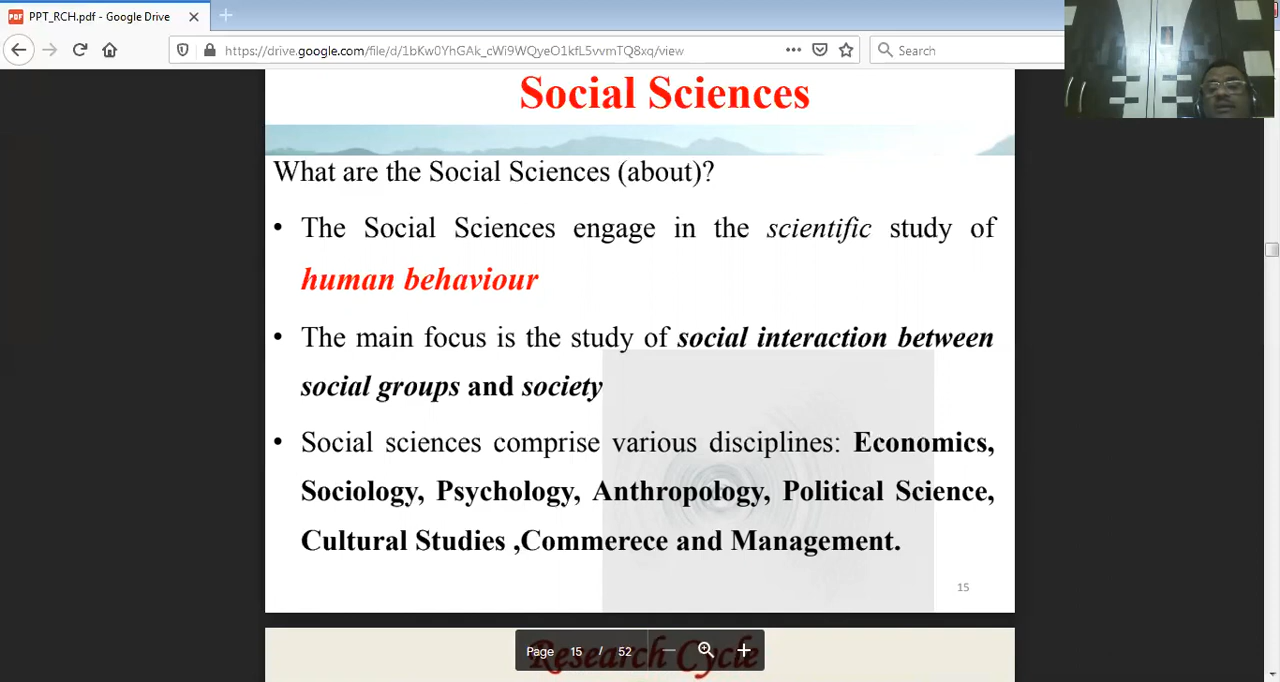 PPT_RCH.pdf - Google Drive
https://drive.google.com/file/d/1bKw0YhGAk_cWi9WQyeO1kfL5vvmTQ8xq/view
Search
Social Sciences
What are the Social Sciences (about)?
• The Social Sciences engage in the scientific study of
human behaviour
• The main focus is the study of social interaction between
social groups and society
• Social sciences comprise various disciplines: Economics,
Sociology, Psychology, Anthropology, Political Science,
Cultural Studies ,Commerece and Management.
15
Research Cycle
Page 15 / 52